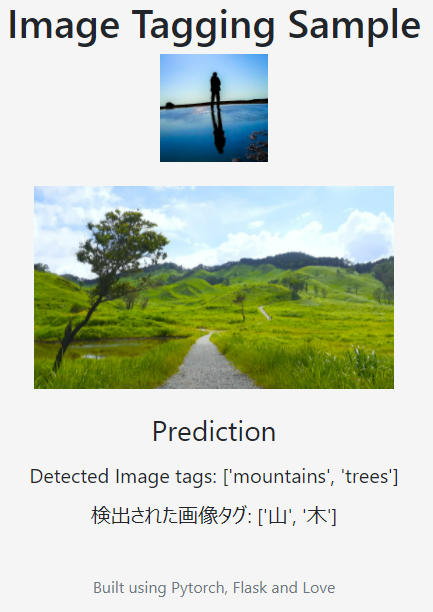 Image Tagging Sample
Prediction
Detected Image tags: ['mountains', 'trees']
検出された画像タグ: ['山', '木']
Built using Pytorch, Flask and Love